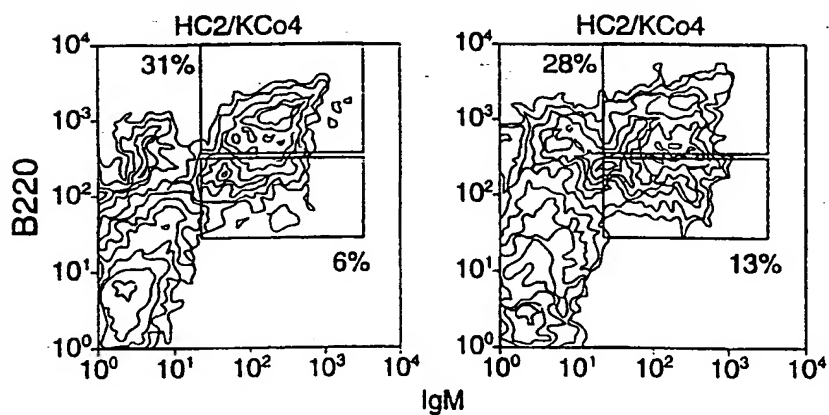 HC2/KCo4 HC2/KCo4
10⁴ 10⁴
31% 28%
10³ 10³
B220
10² 10²
10¹ 6% 10¹ 13%
10⁰ 10⁰
10⁰ 10¹ 10² 10³ 10⁴ 10⁰ 10¹ 10² 10³ 10⁴
IgM